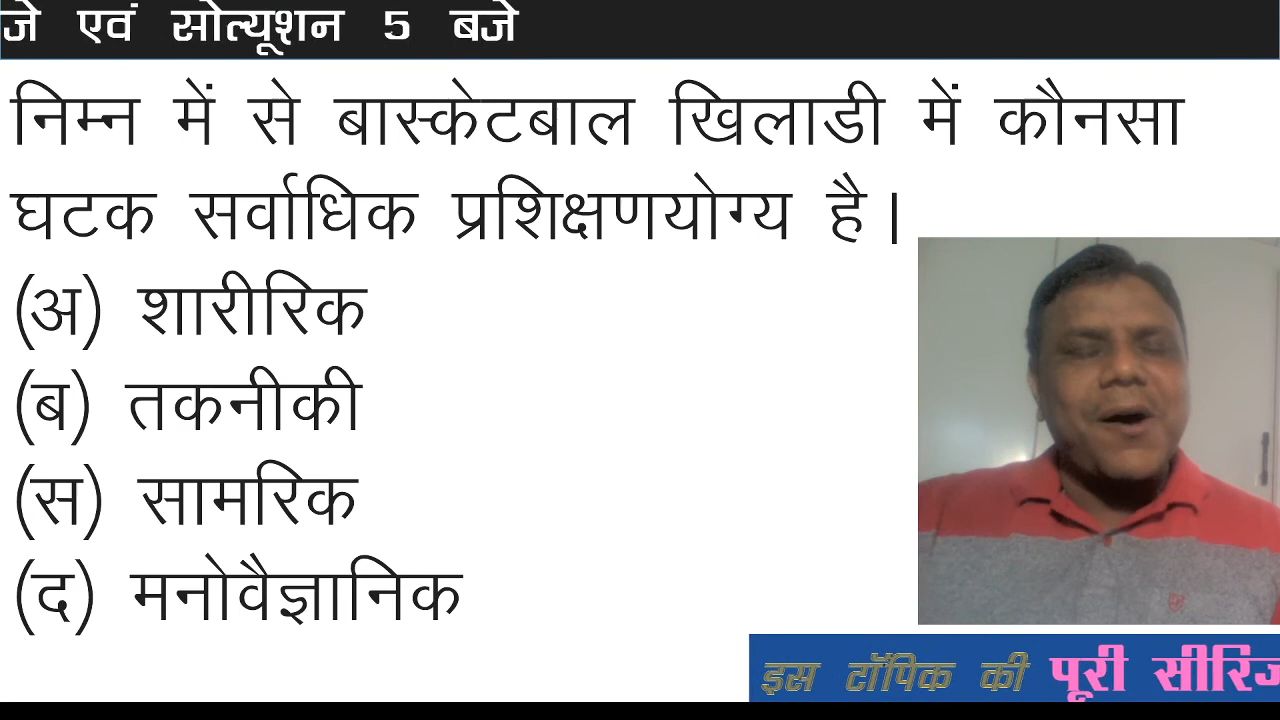 जे एवं सोल्यूशन 5 बजे
निम्न में से बास्केटबाल खिलाडी में कौनसा
घटक सर्वाधिक प्रशिक्षणयोग्य है।
(अ) शारीरिक
(ब) तकनीकी
(स) सामरिक
(द) मनोवैज्ञानिक
इस टॉपिक की पूरी सीरिज